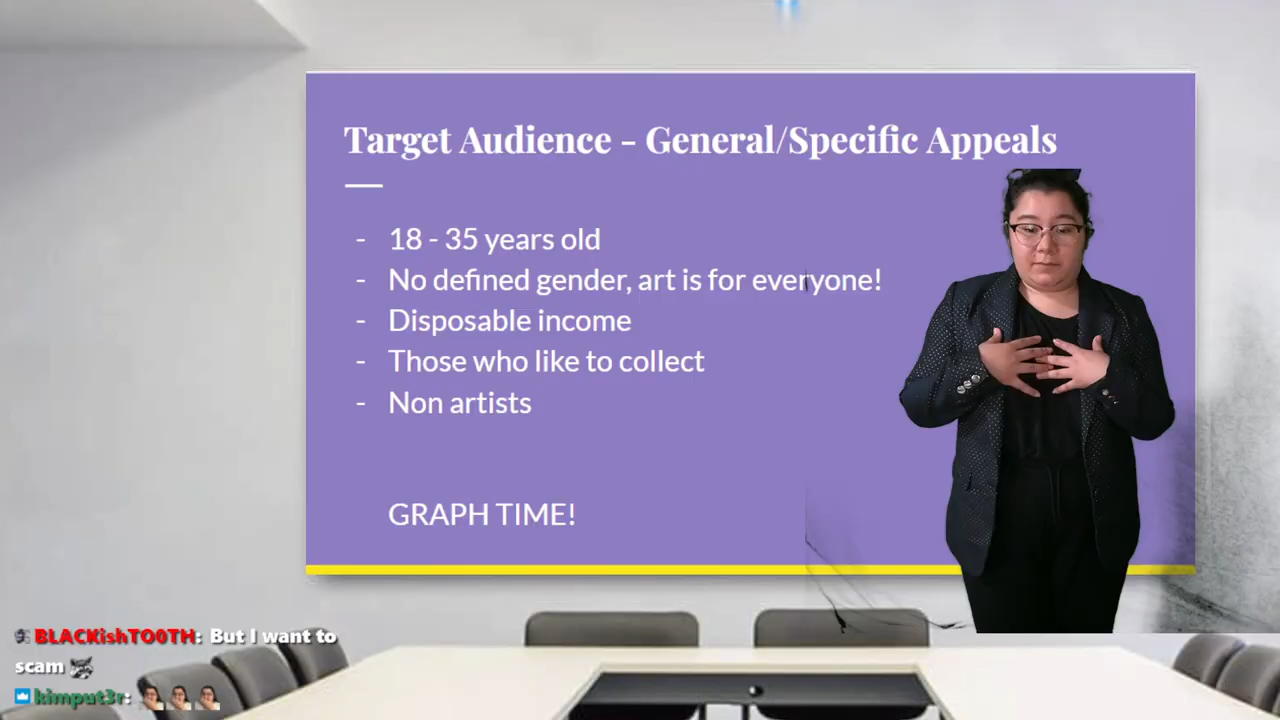 Target Audience - General/Specific Appeals
- 18 - 35 years old
- No defined gender, art is for everyone!
- Disposable income
- Those who like to collect
- Non artists
GRAPH TIME!
BLACKishTO0TH: But I want to
scam
kimput3r: